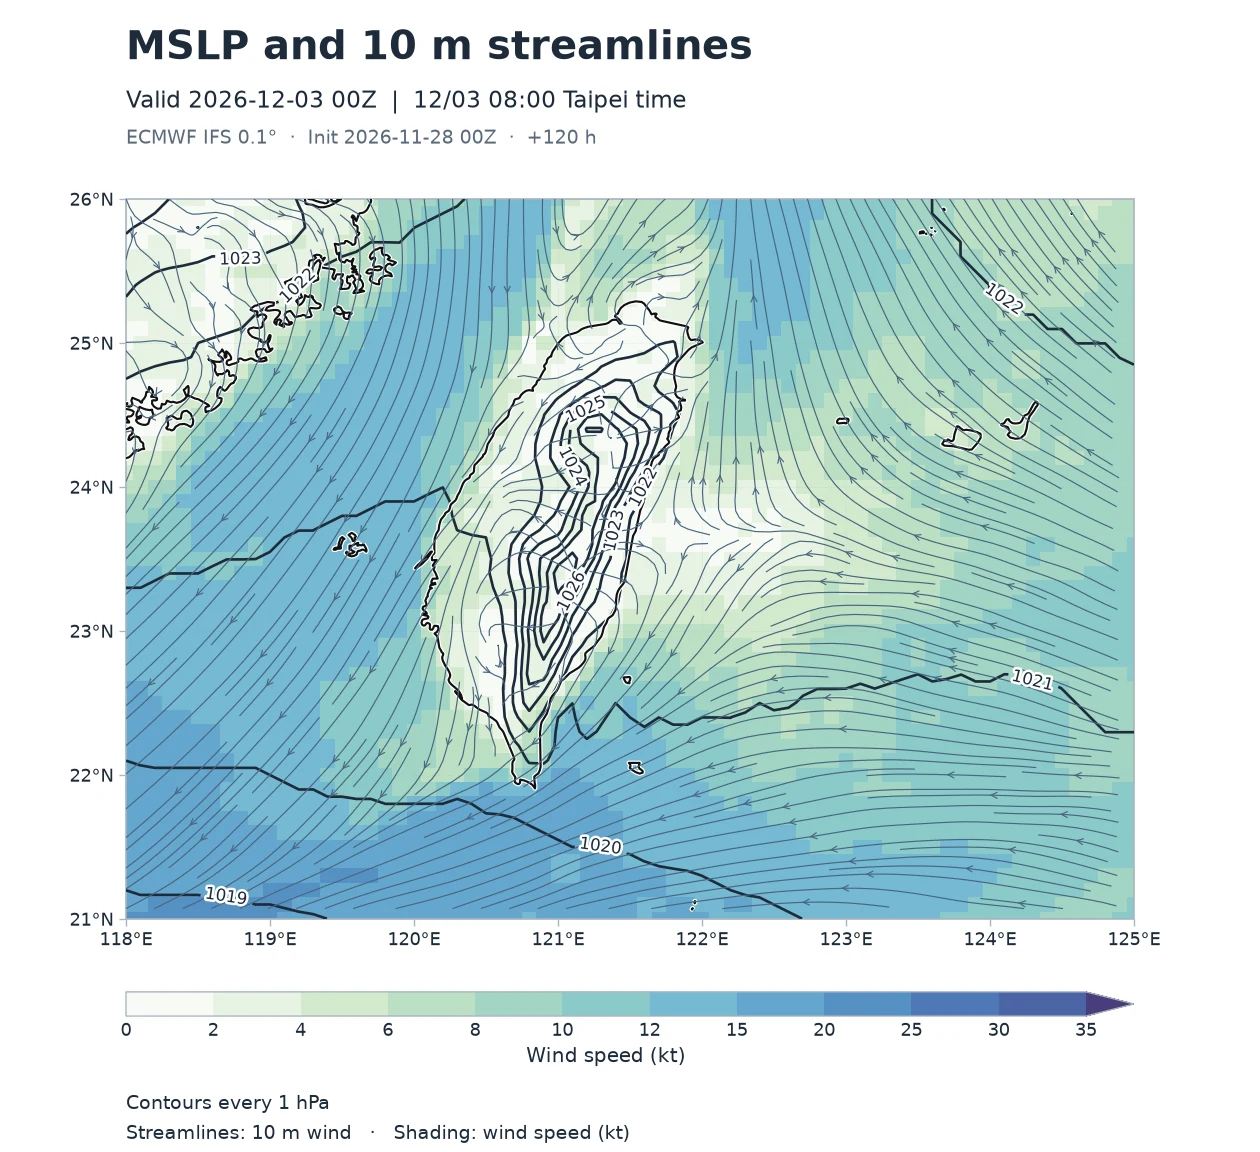 MSLP and 10 m streamlines
Valid 2026-12-03 00Z | 12/03 08:00 Taipei time
ECMWF IFS 0.1° · Init 2026-11-28 00Z · +120 h
26°N
25°N
24°N
23°N
22°N
21°N
1023
1022
1022
1025
1024
1022
1023
1026
1021
1020
1019
118°E 119°E 120°E 121°E 122°E 123°E 124°E 125°E
0 2 4 6 8 10 12 15 20 25 30 35
Wind speed (kt)
Contours every 1 hPa
Streamlines: 10 m wind · Shading: wind speed (kt)